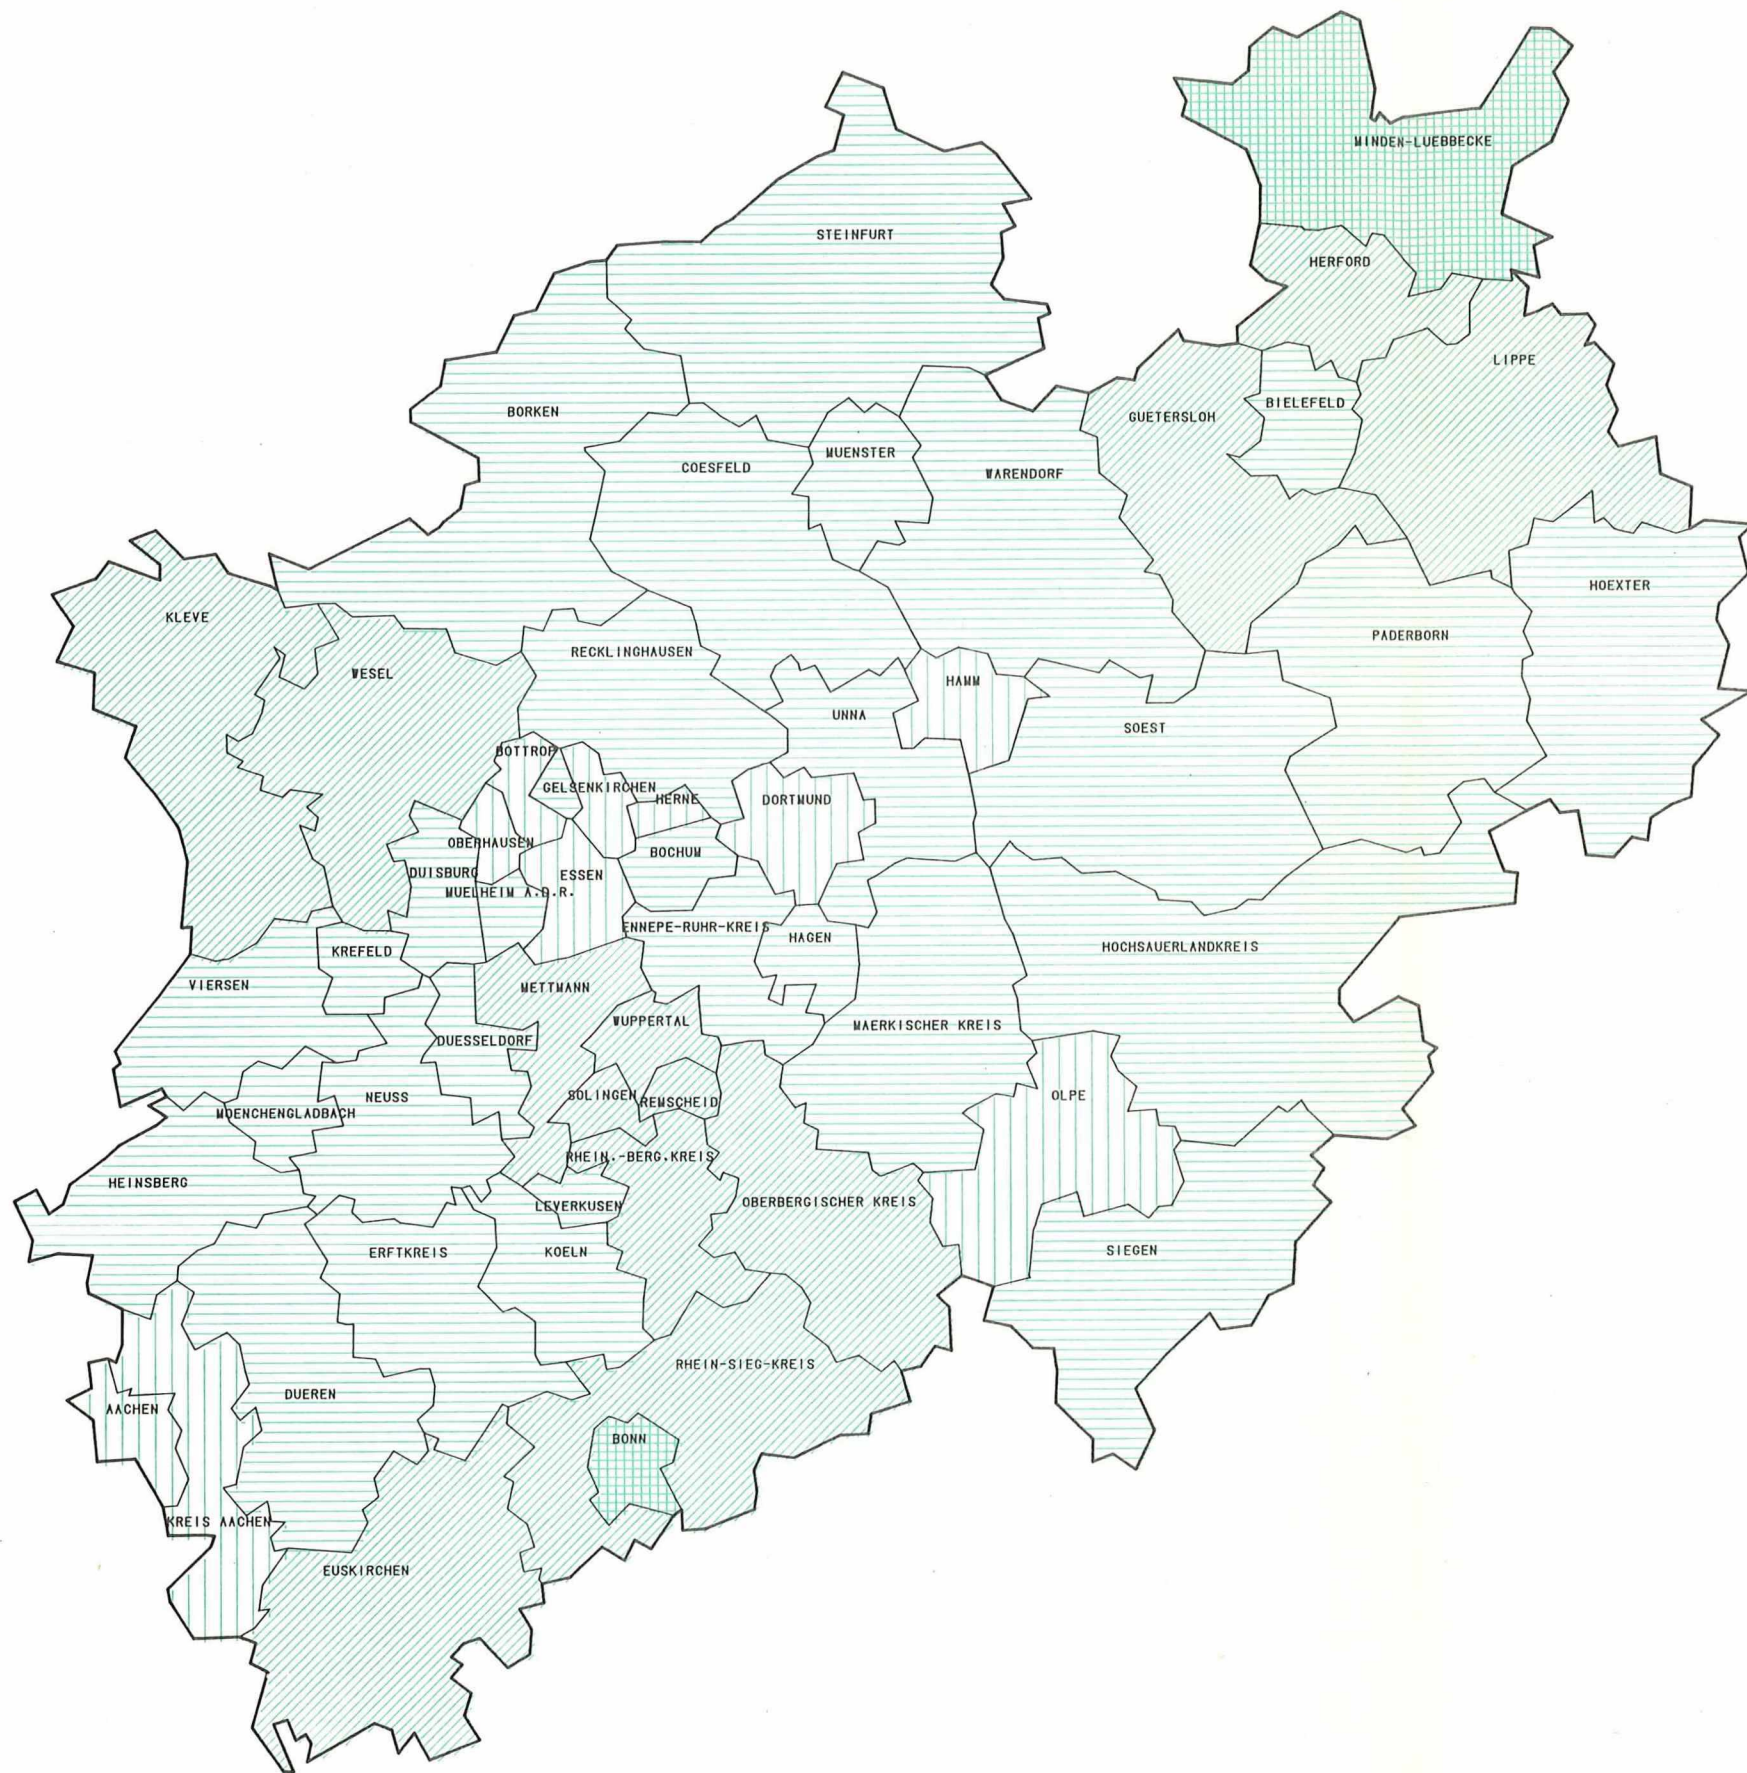 MINDEN-LUEBBECKE
STEINFURT
HERFORD
LIPPE
BORKEN
BIELEFELD
GUETERSLOH
MUENSTER
COESFELD
WARENDORF
HOEXTER
KLEVE
PADERBORN
RECKLINGHAUSEN
WESEL
HAMM
UNNA
SOEST
BOTTROP
GELSENKIRCHEN
HERNE
DORTMUND
OBERHAUSEN
BOCHUM
DUISBURG
ESSEN
MUELHEIM A.D.R.
ENNEPE-RUHR-KREIS
HAGEN
HOCHSAUERLANDKREIS
KREFELD
VIERSEN
METTMANN
WUPPERTAL
MAERKISCHER KREIS
DUESSELDORF
NEUSS
SOLINGEN
REMSCHEID
OLPE
MOENCHENGLADBACH
RHEIN.-BERG.KREIS
HEINSBERG
LEVERKUSEN
OBERBERGISCHER KREIS
ERFTKREIS
KOELN
SIEGEN
RHEIN-SIEG-KREIS
DUEREN
AACHEN
BONN
KREIS AACHEN
EUSKIRCHEN